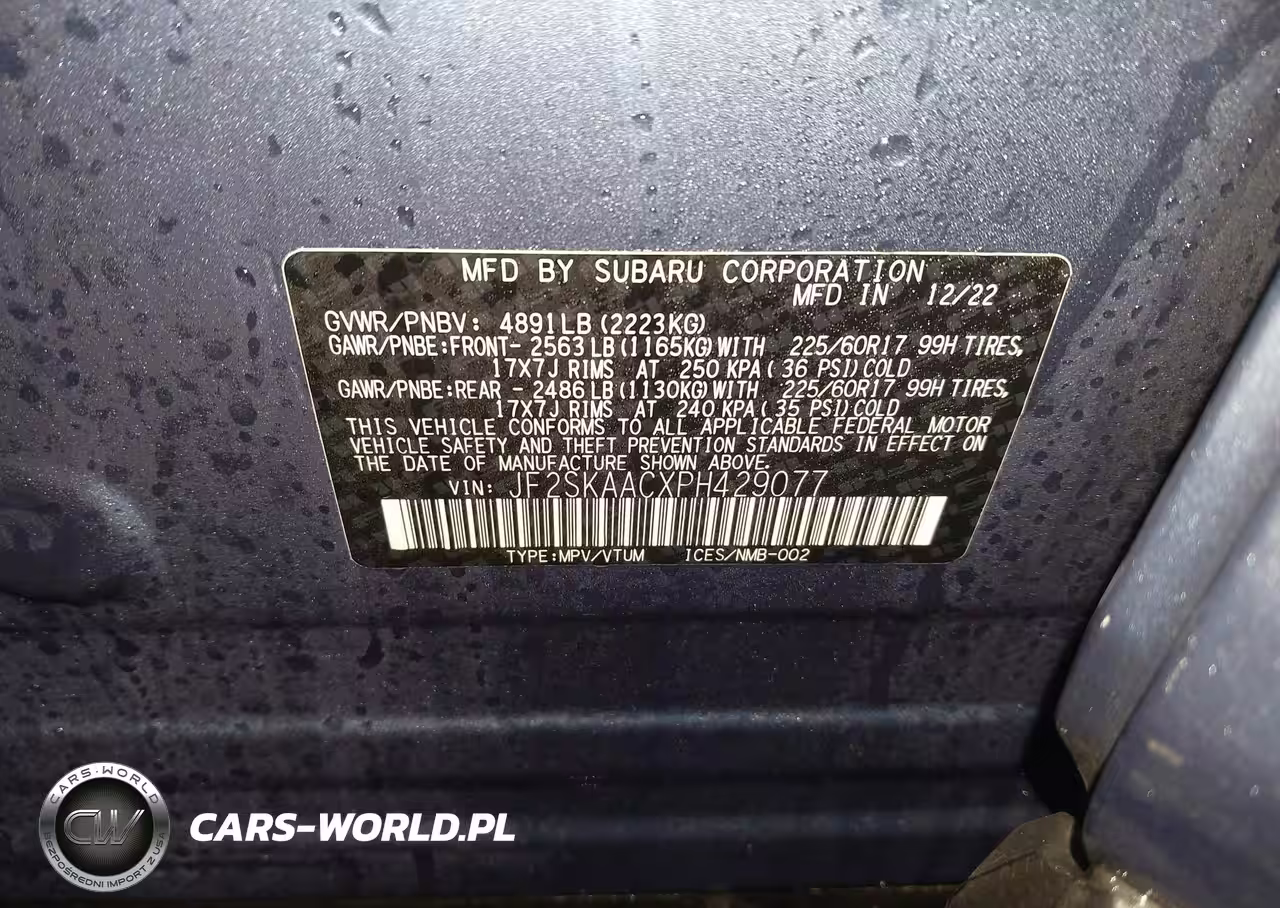 MFD BY SUBARU CORPORATION
MFD IN 12/22
GVWR/PNBV: 4891LB(2223KG)
GAWR/PNBE:FRONT- 2563LB(1165KG)WITH 225/60R17 99H TIRES,
17X7J RIMS AT 250 KPA(36 PSI)COLD
GAWR/PNBE:REAR - 2486LB(1130KG)WITH 225/60R17 99H TIRES,
17X7J RIMS AT 240 KPA(35 PSI)COLD
THIS VEHICLE CONFORMS TO ALL APPLICABLE FEDERAL MOTOR
VEHICLE SAFETY AND THEFT PREVENTION STANDARDS IN EFFECT ON
THE DATE OF MANUFACTURE SHOWN ABOVE.
VIN: JF2SKAACXPH429077
TYPE:MPV/VTUM ICES/NMB-002
CARS-WORLD
CW
BEZPOŚREDNI IMPORT Z USA
CARS-WORLD.PL